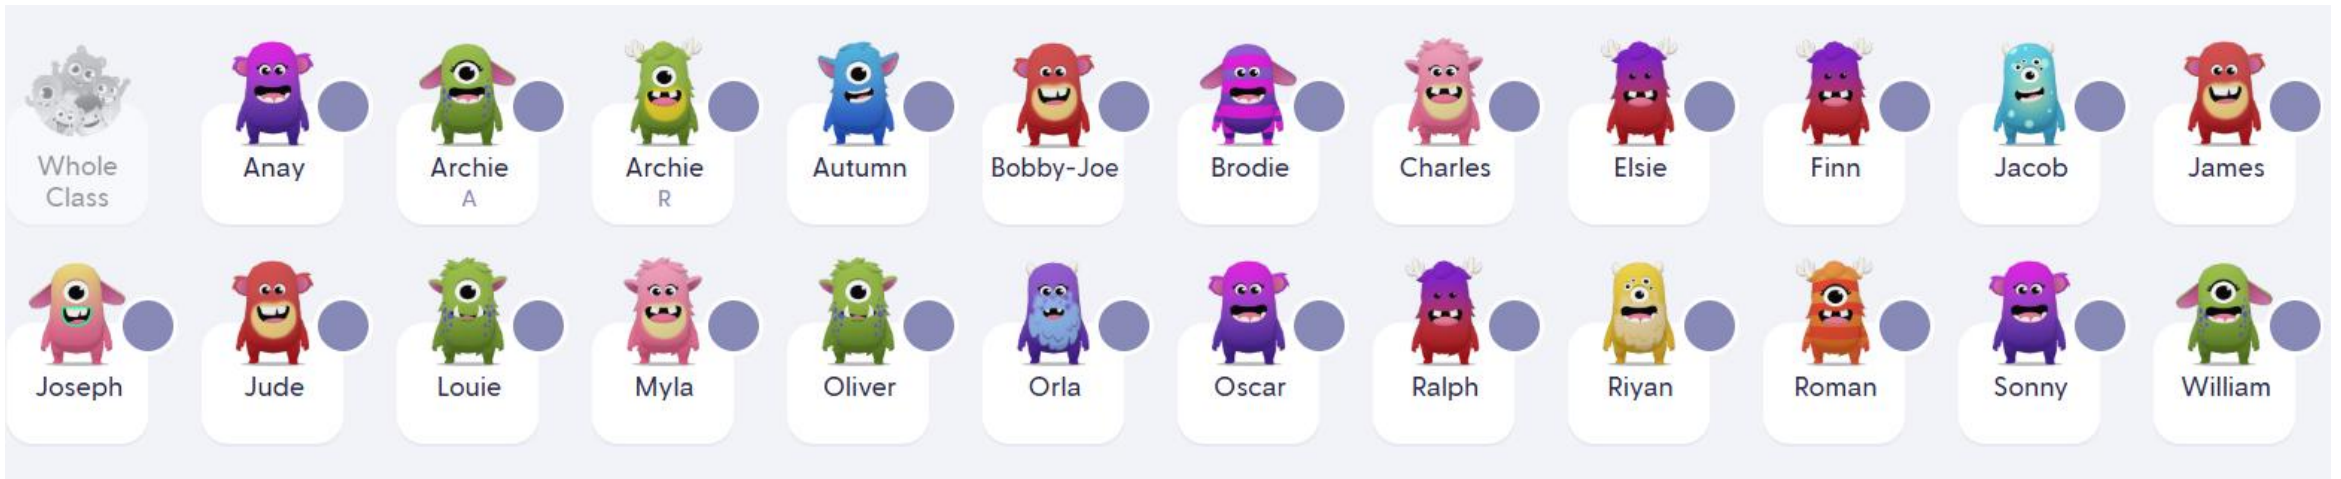 Whole
Class
Anay
Archie
A
Archie
R
Autumn
Bobby-Joe
Brodie
Charles
Elsie
Finn
Jacob
James
Joseph
Jude
Louie
Myla
Oliver
Orla
Oscar
Ralph
Riyan
Roman
Sonny
William